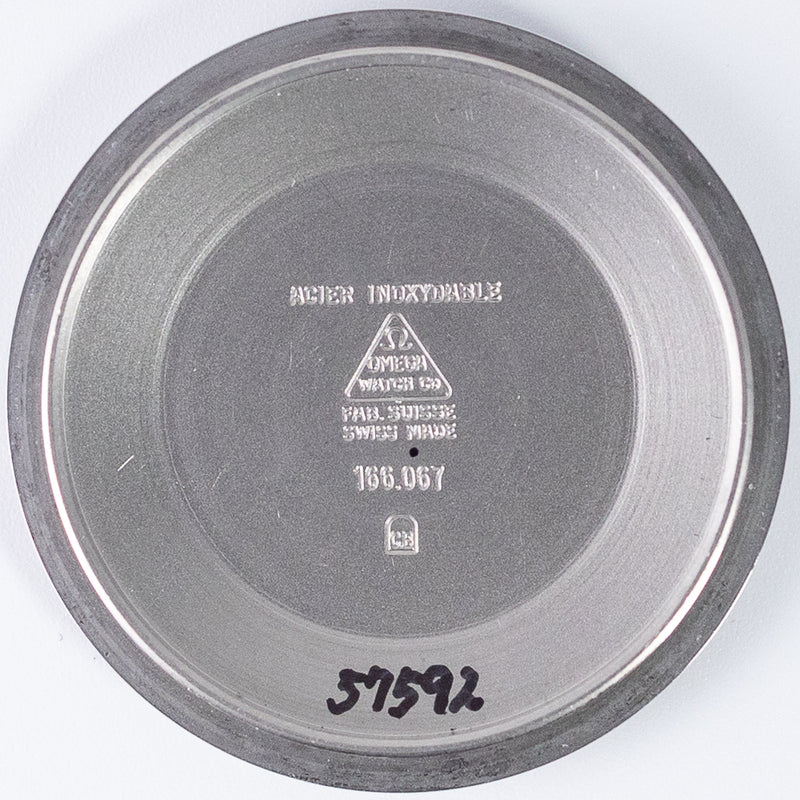 ACIER INOXYDABLE
Ω
OMEGA
WATCH Co
FAB. SUISSE
SWISS MADE
166.067
57592